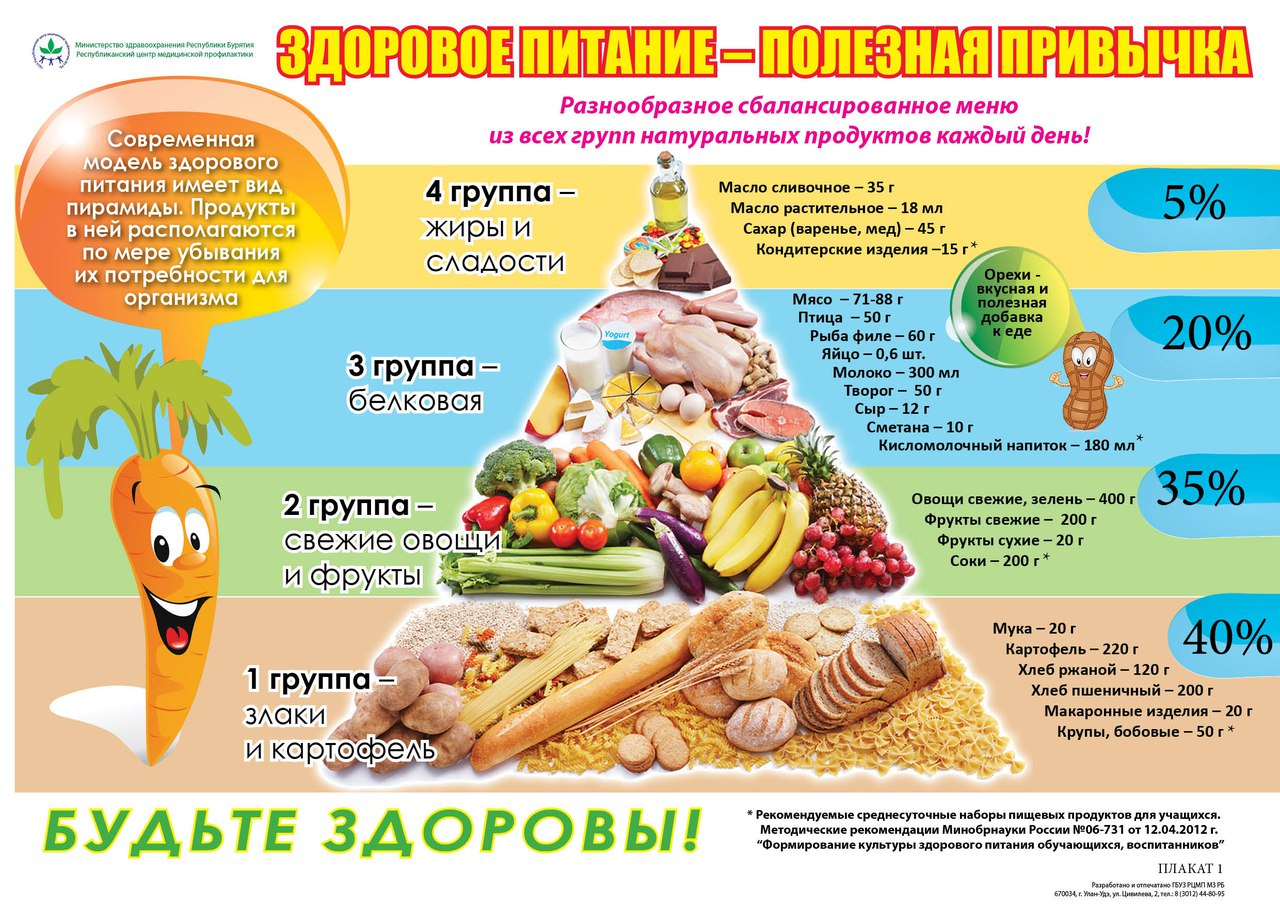 Министерство здравоохранения Республики Бурятия
Республиканский центр медицинской профилактики
ЗДОРОВОЕ ПИТАНИЕ – ПОЛЕЗНАЯ ПРИВЫЧКА
Разнообразное сбалансированное меню
из всех групп натуральных продуктов каждый день!
Современная
модель здорового
питания имеет вид
пирамиды. Продукты
в ней располагаются
по мере убывания
их потребности для
организма
4 группа –
жиры и
сладости
Масло сливочное – 35 г
Масло растительное – 18 мл
Сахар (варенье, мед) – 45 г
Кондитерские изделия –15 г *
5%
Орехи -
вкусная и
полезная
добавка
к еде
3 группа –
белковая
Yogurt
Мясо – 71-88 г
Птица – 50 г
Рыба филе – 60 г
Яйцо – 0,6 шт.
Молоко – 300 мл
Творог – 50 г
Сыр – 12 г
Сметана – 10 г
Кисломолочный напиток – 180 мл *
20%
2 группа –
свежие овощи
и фрукты
Овощи свежие, зелень – 400 г
Фрукты свежие – 200 г
Фрукты сухие – 20 г
Соки – 200 г *
35%
1 группа –
злаки
и картофель
Мука – 20 г
Картофель – 220 г
Хлеб ржаной – 120 г
Хлеб пшеничный – 200 г
Макаронные изделия – 20 г
Крупы, бобовые – 50 г *
40%
БУДЬТЕ ЗДОРОВЫ!
* Рекомендуемые среднесуточные наборы пищевых продуктов для учащихся.
Методические рекомендации Минобрнауки России №06-731 от 12.04.2012 г.
“Формирование культуры здорового питания обучающихся, воспитанников”
ПЛАКАТ 1
Разработано и отпечатано ГБУЗ РЦМП МЗ РБ
670034, г. Улан-Удэ, ул. Цивилева, 2, тел.: 8 (3012) 44-80-95